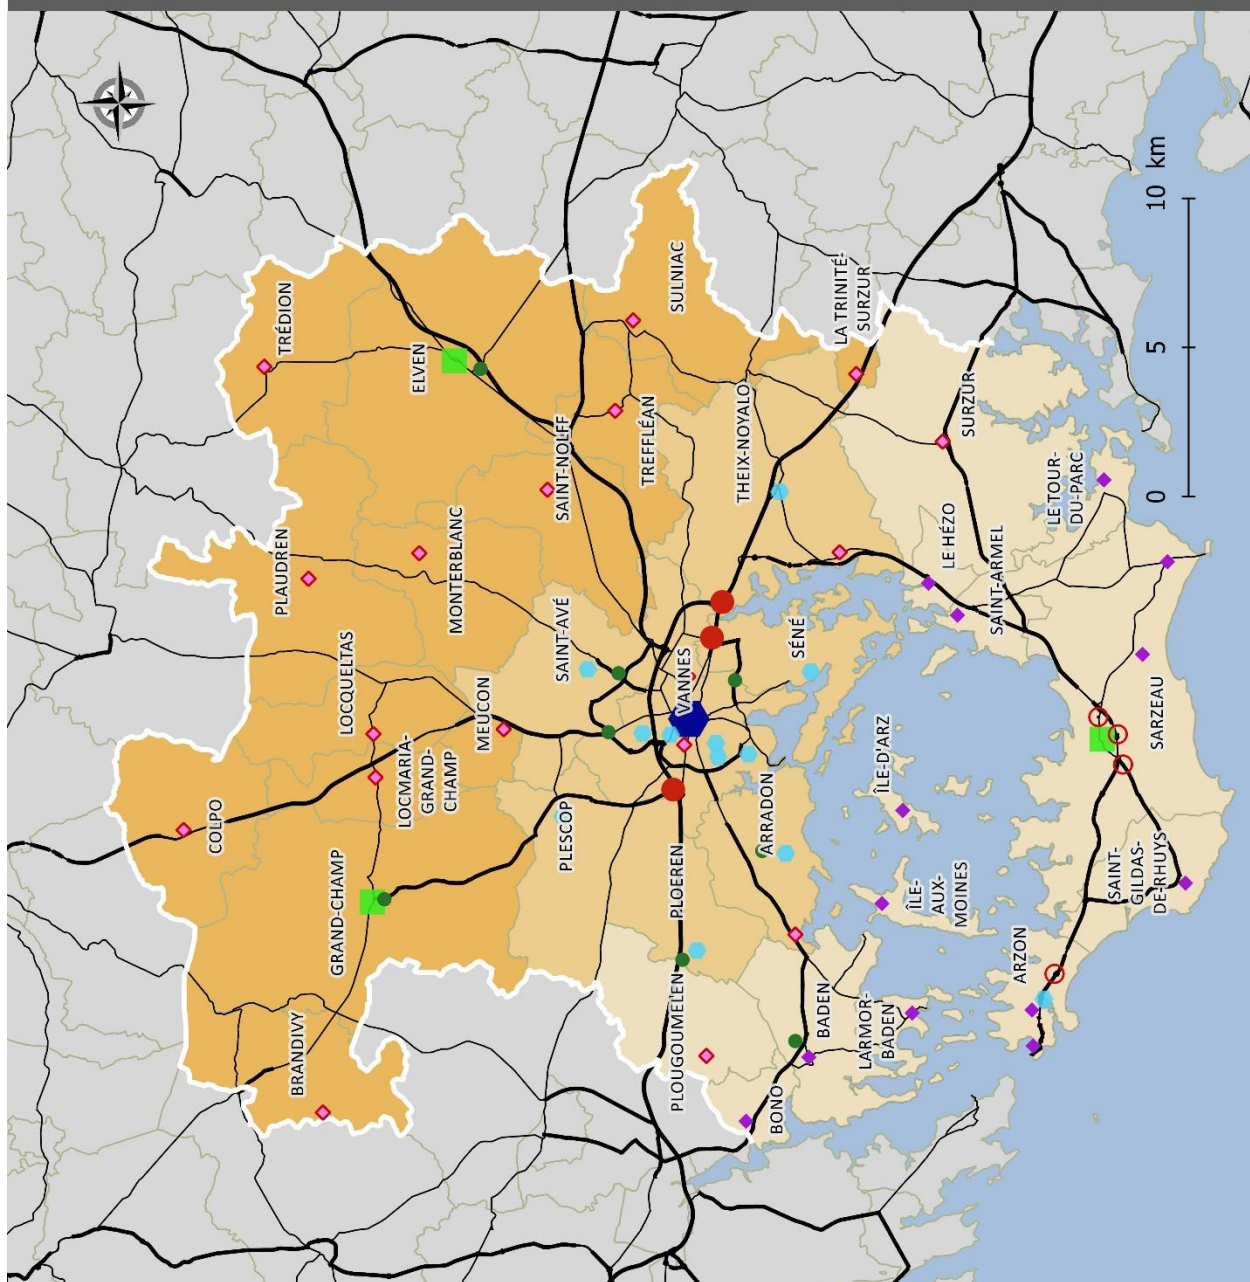 TRÉDION
ELVEN
SULNIAC
LA TRINITÉ-
SURZUR
TREFFLÉAN
SAINT-NOLFF
THEIX-NOYALO
SURZUR
LE TOUR-
DU-PARC
PLAUDREN
MONTERBLANC
LE HÉZO
SAINT-ARMEL
LOCQUELTAS
SAINT-AVÉ
SÉNÉ
VANNES
MEUCON
SARZEAU
LOCMARIA-
GRAND-
CHAMP
COLPO
ÎLE-D'ARZ
ARRADON
PLESCOP
PLOEREN
GRAND-CHAMP
ÎLE-
AUX-
MOINES
SAINT-
GILDAS-
DE-RHUYS
ARZON
BADEN
LARMOR-
BADEN
PLOUGOUMELEN
BRANDIVY
BONO
0 5 10 km